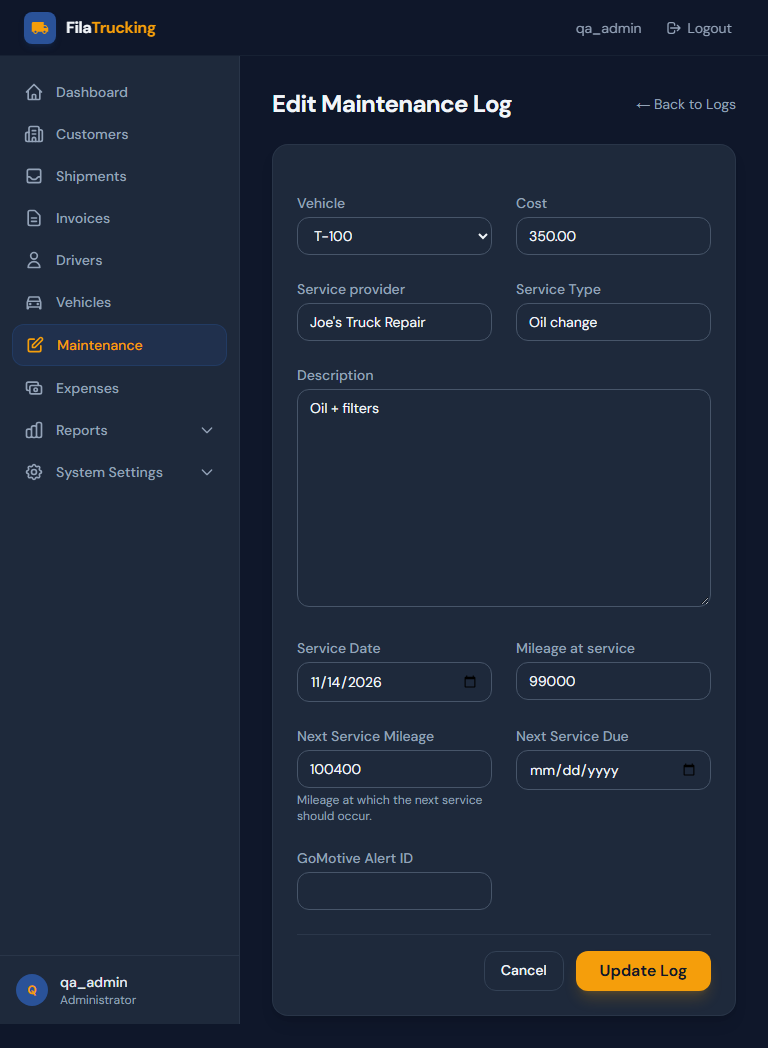 FilaTrucking
qa_admin
Logout
Dashboard
Customers
Shipments
Invoices
Drivers
Vehicles
Maintenance
Expenses
Reports
System Settings
Q
qa_admin
Administrator
Edit Maintenance Log
← Back to Logs
Vehicle
Cost
T-100
350.00
Service provider
Service Type
Joe's Truck Repair
Oil change
Description
Oil + filters
Service Date
Mileage at service
11/14/2026
99000
Next Service Mileage
Next Service Due
100400
mm/dd/yyyy
Mileage at which the next service
should occur.
GoMotive Alert ID
Cancel
Update Log